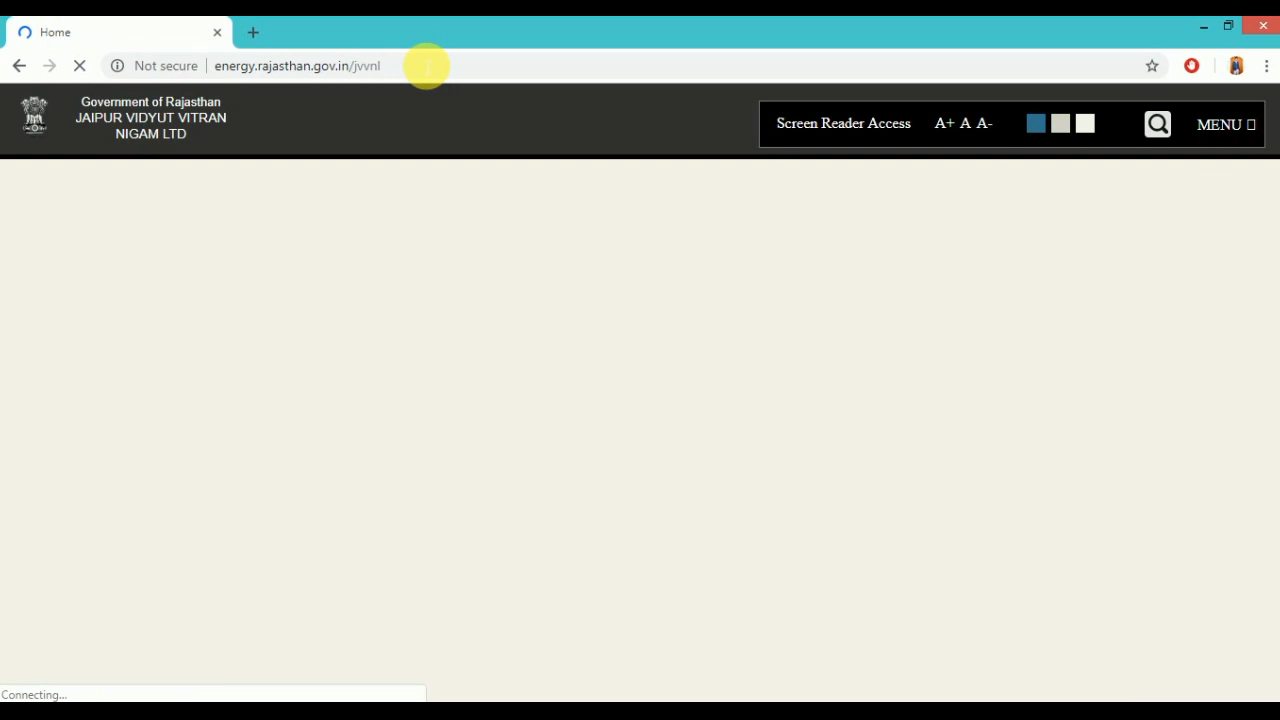 Home
Not secure energy.rajasthan.gov.in/jvvnl
Government of Rajasthan
JAIPUR VIDYUT VITRAN
NIGAM LTD
Screen Reader Access A+ A A- MENU
Connecting...